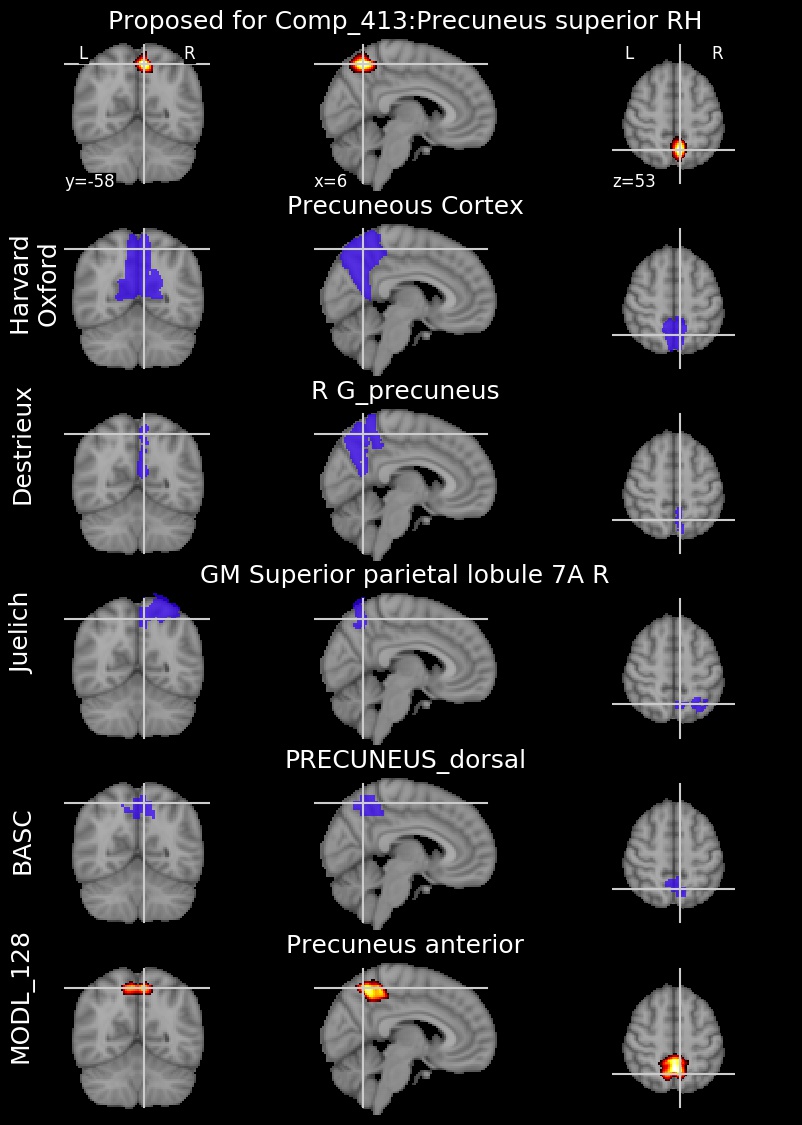 Proposed for Comp_413:Precuneus superior RH
L R
L R
y=-58
x=6
z=53
Precuneous Cortex
Harvard
Oxford
R G_precuneus
Destrieux
GM Superior parietal lobule 7A R
Juelich
PRECUNEUS_dorsal
BASC
Precuneus anterior
MODL_128